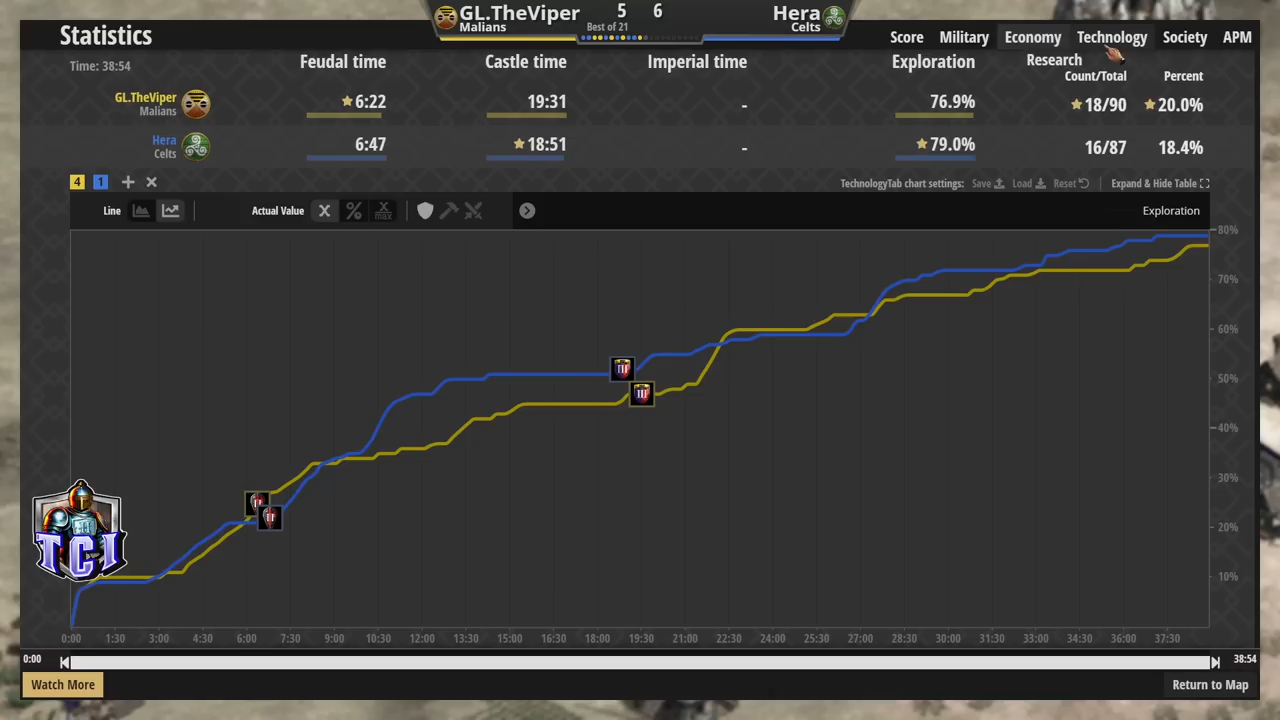 GL.TheViper 5 6 Hera
Malians Best of 21 Celts
Statistics
Score Military Economy Technology Society APM
Time: 38:54
Feudal time Castle time Imperial time Exploration Research
Count/Total Percent
GL.TheViper 6:22 19:31 - 76.9% 18/90 20.0%
Malians
Hera 6:47 18:51 - 79.0% 16/87 18.4%
Celts
4 1 + ×
TechnologyTab chart settings: Save Load Reset Expand & Hide Table
Line Actual Value X % X/max
Exploration
80%
70%
60%
50%
40%
30%
20%
10%
III
III
II
II
TCI
0:00 1:30 3:00 4:30 6:00 7:30 9:00 10:30 12:00 13:30 15:00 16:30 18:00 19:30 21:00 22:30 24:00 25:30 27:00 28:30 30:00 31:30 33:00 34:30 36:00 37:30
0:00 38:54
Watch More Return to Map